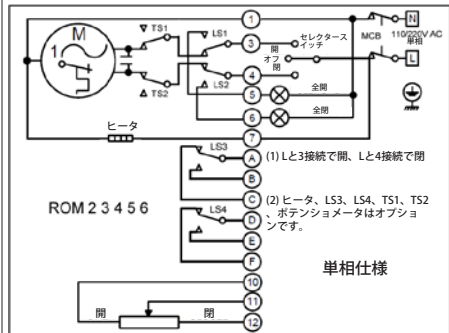 M
1
TS1
TS2
LS1
LS2
1
3
4
5
6
7
開
オフ
閉
セレクタース
イッチ
MCB
110/220V AC
単相
N
L
全開
全閉
ヒータ
LS3
A
B
C
LS4
D
E
F
(1) Lと3接続で開、Lと4接続で閉
(2) ヒータ、LS3、LS4、TS1、TS2
、ポテンショメータはオプショ
ンです。
ROM 2 3 4 5 6
単相仕様
10
11
12
開
閉